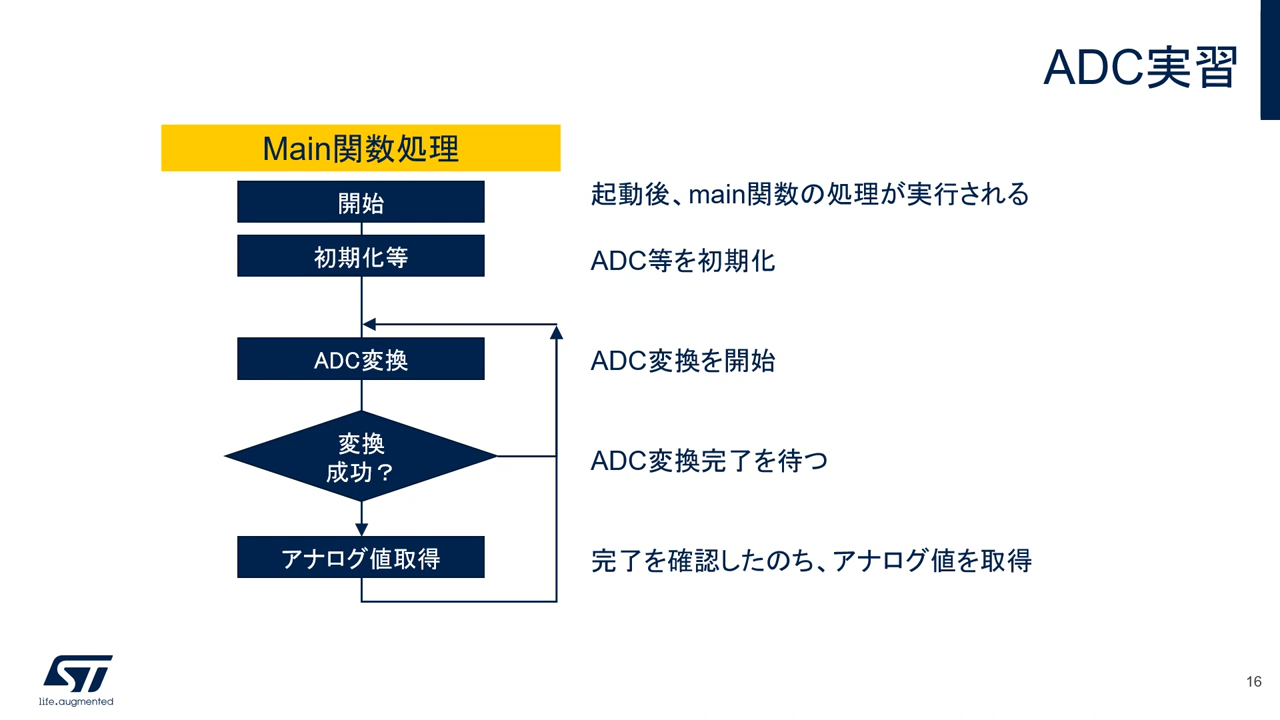 ADC実習
Main関数処理
開始
起動後、main関数の処理が実行される
初期化等
ADC等を初期化
ADC変換
ADC変換を開始
変換
成功？
ADC変換完了を待つ
アナログ値取得
完了を確認したのち、アナログ値を取得
ST
life.augmented
16